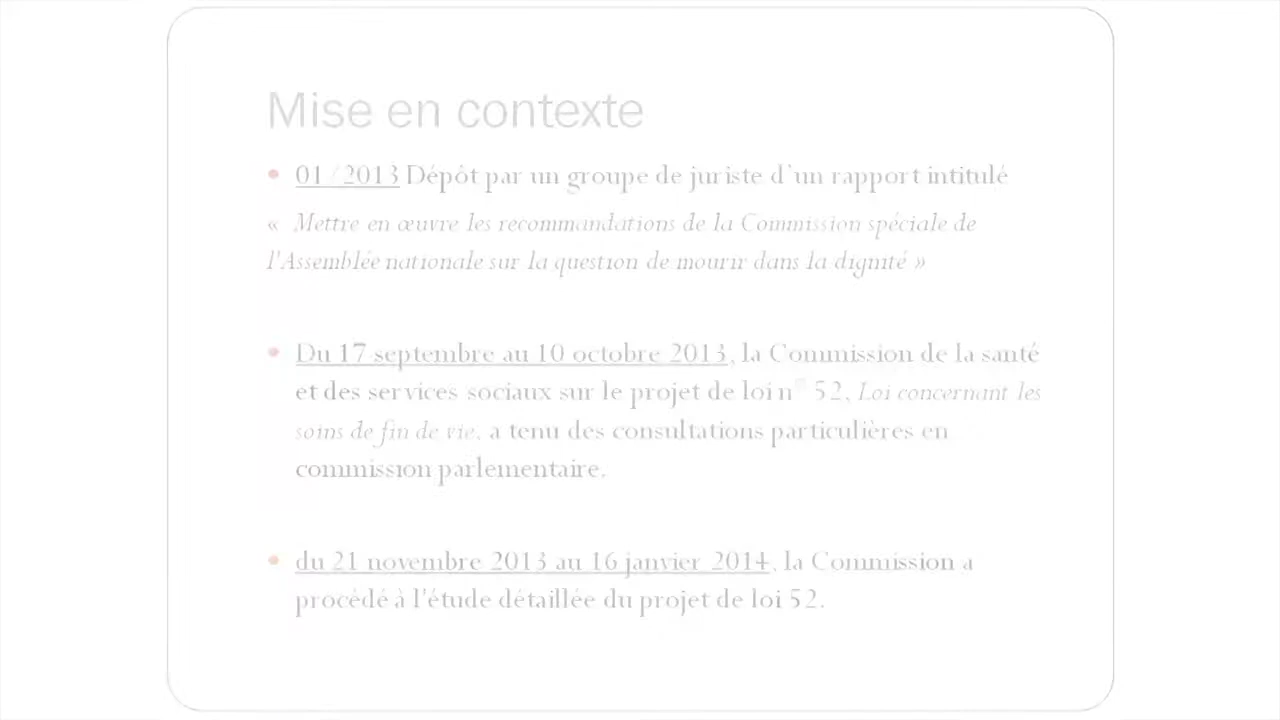 Mise en contexte
• 01/2013 Dépôt par un groupe de juriste d'un rapport intitulé
« Mettre en œuvre les recommandations de la Commission spéciale de
l'Assemblée nationale sur la question de mourir dans la dignité »
• Du 17 septembre au 10 octobre 2013, la Commission de la santé
et des services sociaux sur le projet de loi n° 52, Loi concernant les
soins de fin de vie, a tenu des consultations particulières en
commission parlementaire.
• du 21 novembre 2013 au 16 janvier 2014, la Commission a
procédé à l'étude détaillée du projet de loi 52.